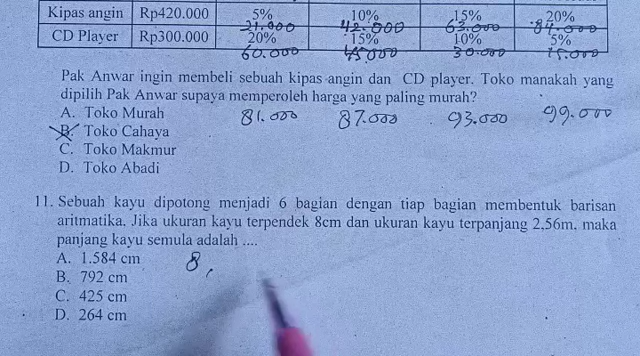 Kipas angin Rp420.000 5% 10% 15% 20%
21.000 42.000 63.000 84.000
CD Player Rp300.000 20% 15% 10% 5%
60.000 45000 30.000 15.000
Pak Anwar ingin membeli sebuah kipas angin dan CD player. Toko manakah yang
dipilih Pak Anwar supaya memperoleh harga yang paling murah?
A. Toko Murah 81.000 87.000 93.000 99.000
B. Toko Cahaya
C. Toko Makmur
D. Toko Abadi
11. Sebuah kayu dipotong menjadi 6 bagian dengan tiap bagian membentuk barisan
aritmatika. Jika ukuran kayu terpendek 8cm dan ukuran kayu terpanjang 2,56m, maka
panjang kayu semula adalah ....
A. 1.584 cm 8,
B. 792 cm
C. 425 cm
D. 264 cm